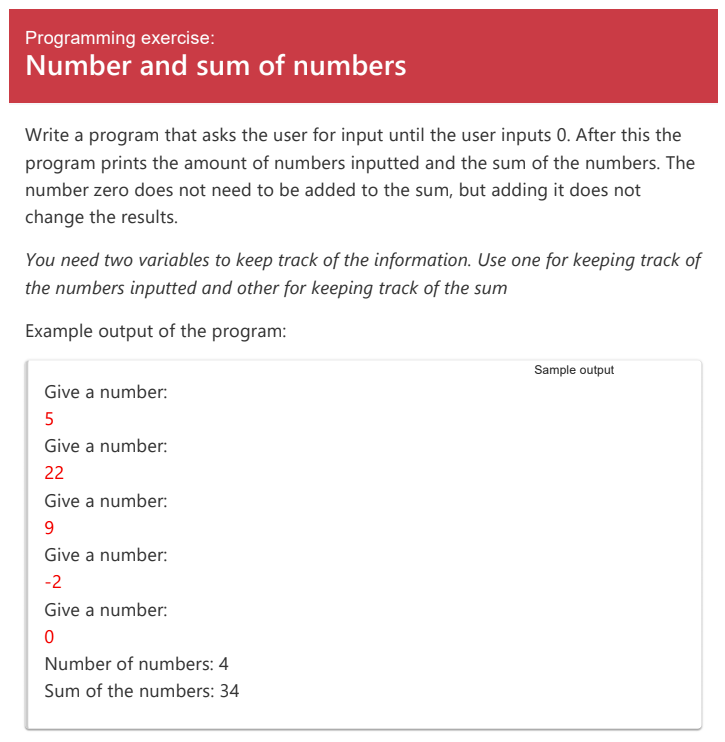 Programming exercise:
Number and sum of numbers
Write a program that asks the user for input until the user inputs 0. After this the
program prints the amount of numbers inputted and the sum of the numbers. The
number zero does not need to be added to the sum, but adding it does not
change the results.
You need two variables to keep track of the information. Use one for keeping track of
the numbers inputted and other for keeping track of the sum
Example output of the program:
Sample output
Give a number:
5
Give a number:
22
Give a number:
9
Give a number:
-2
Give a number:
0
Number of numbers: 4
Sum of the numbers: 34